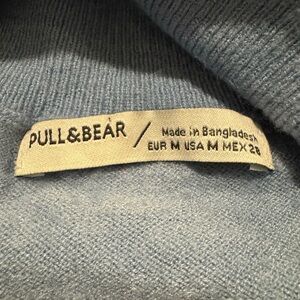 PULL&BEAR / Made in Bangladesh
EUR M USA M MEX 28